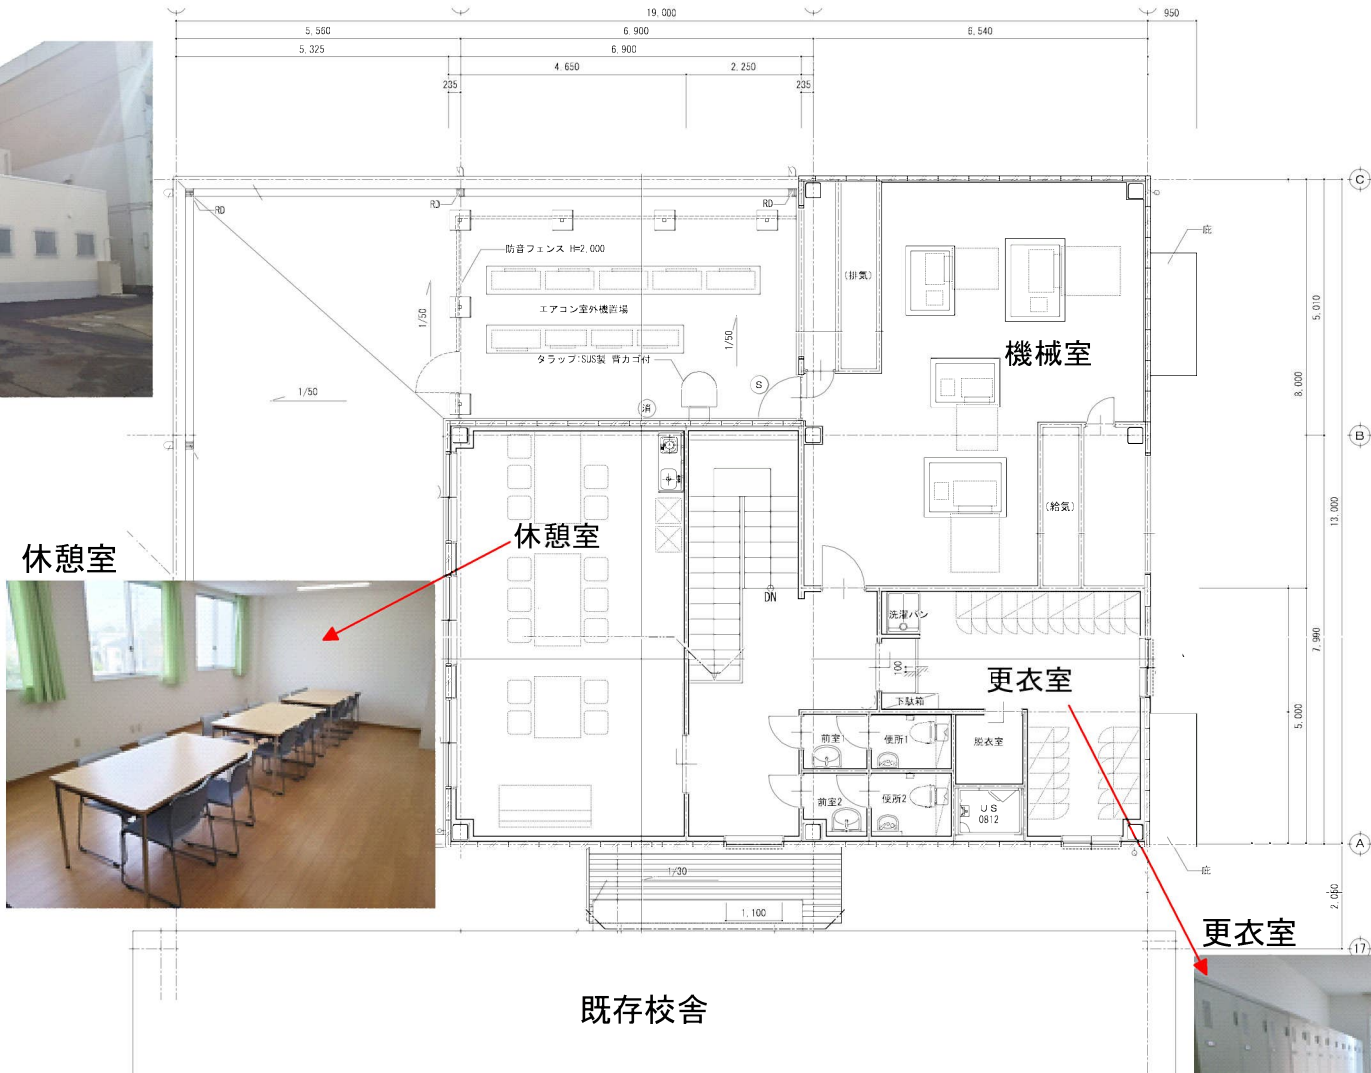 19,000
950
5,560
6,900
6,540
5,325
6,900
4,650
2,250
235
235
C
RD
RD
RD
庇
防音フェンス H=2,000
(排気)
エアコン室外機置場
1/50
1/50
5,010
機械室
タラップ:SUS製 背カゴ付
S
8,000
1/50
消
B
(給気)
13,000
休憩室
休憩室
DN
洗濯パン
7,990
100
更衣室
下駄箱
5,000
前室1
便所1
脱衣室
前室2
便所2
US
0812
A
1/30
庇
2,050
1,100
更衣室
17
既存校舎